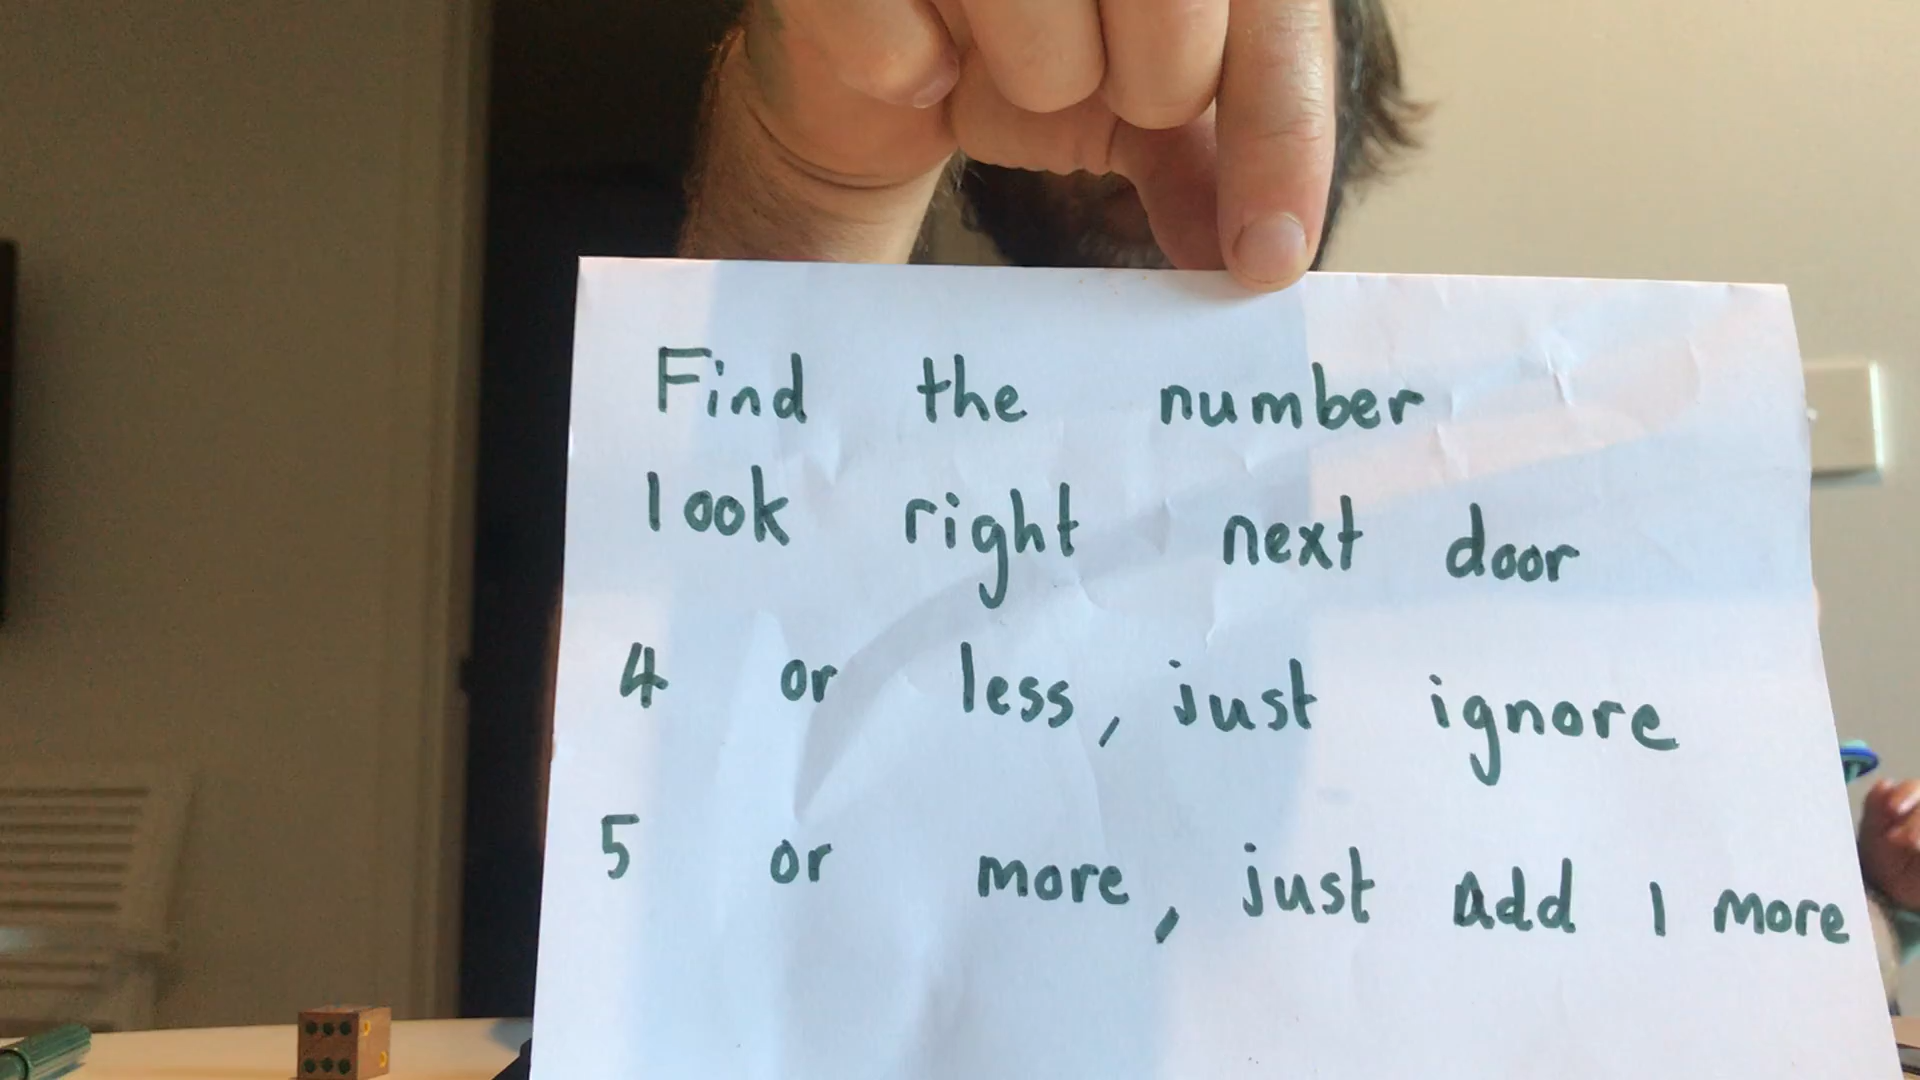 Find the number
look right next door
4 or less, just ignore
5 or more, just add 1 more